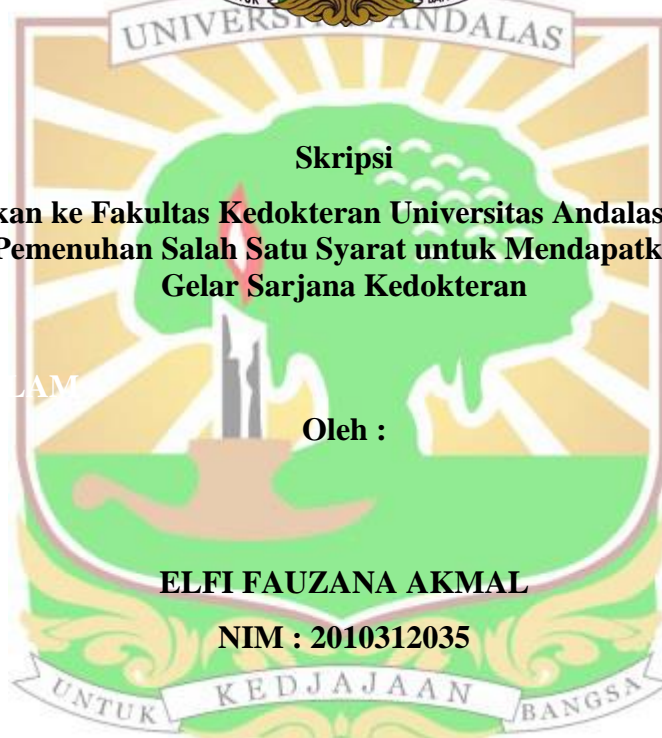 UNIVERSITAS ANDALAS
Skripsi
kan ke Fakultas Kedokteran Universitas Andalas
Pemenuhan Salah Satu Syarat untuk Mendapatk
Gelar Sarjana Kedokteran
LAM
Oleh :
ELFI FAUZANA AKMAL
NIM : 2010312035
UNTUK KEDJAJAAN BANGSA